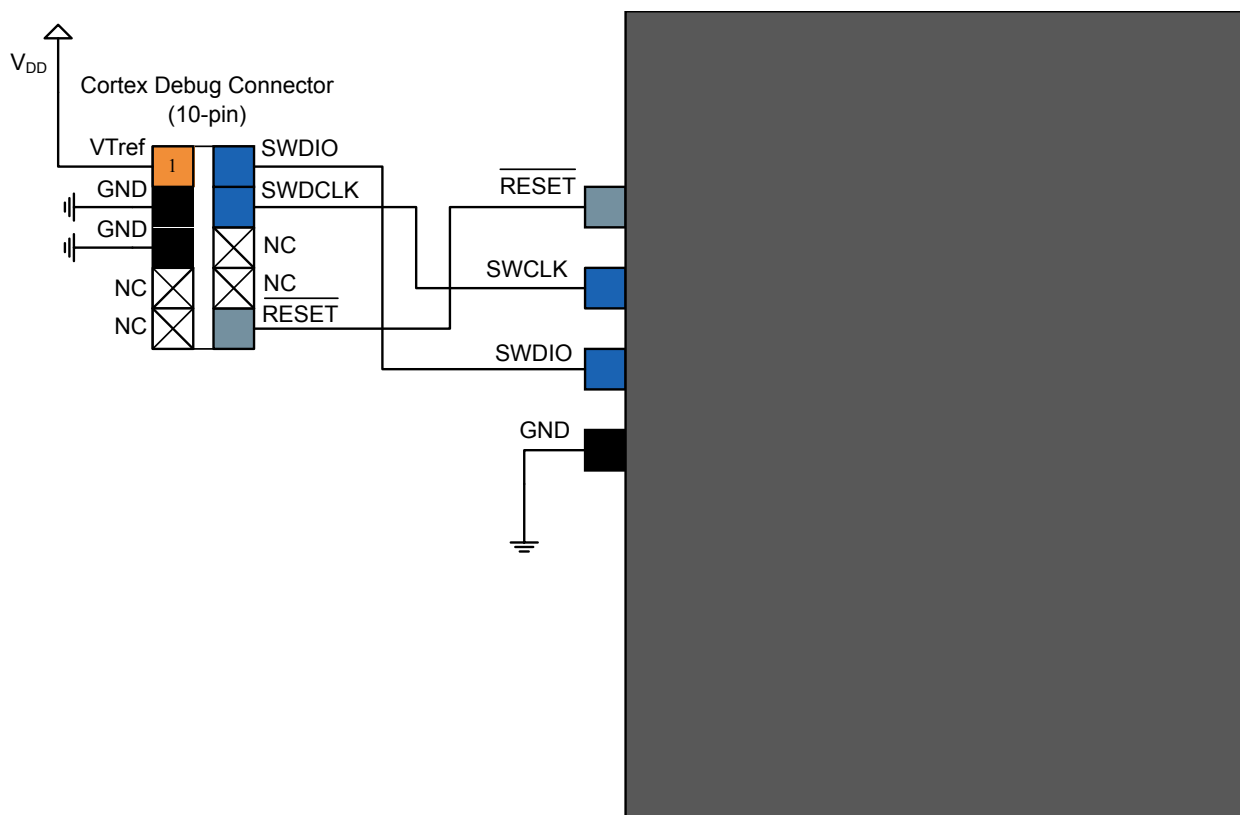 VDD
Cortex Debug Connector
(10-pin)
VTref
1
SWDIO
GND
SWDCLK
GND
NC
NC
NC
NC
RESET
RESET
SWCLK
SWDIO
GND